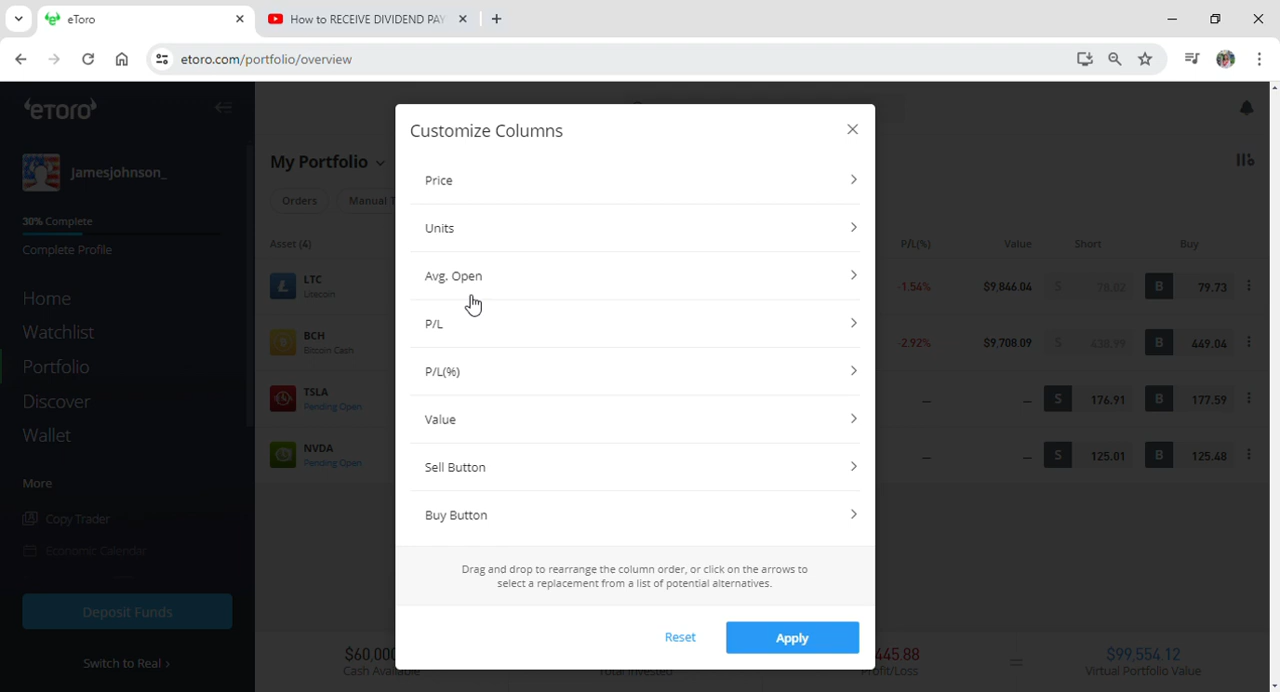 eToro
How to RECEIVE DIVIDEND PAY
etoro.com/portfolio/overview
eToro
Jamesjohnson_
30% Complete
Complete Profile
Home
Watchlist
Portfolio
Discover
Wallet
More
Copy Trader
Economic Calendar
Deposit Funds
Switch to Real ›
My Portfolio
Orders
Manual T
Asset (4)
P/L(%)
Value
Short
Buy
LTC
Litecoin
-1.54%
$9,846.04
S
78.02
B
79.73
BCH
Bitcoin Cash
-2.92%
$9,708.09
S
438.99
B
449.04
TSLA
Pending Open
–
–
S
176.91
B
177.59
NVDA
Pending Open
–
–
S
125.01
B
125.48
Customize Columns
Price
Units
Avg. Open
P/L
P/L(%)
Value
Sell Button
Buy Button
Drag and drop to rearrange the column order, or click on the arrows to
select a replacement from a list of potential alternatives.
Reset
Apply
$60,000
Cash Available
Total Invested
445.88
Profit/Loss
=
$99,554.12
Virtual Portfolio Value